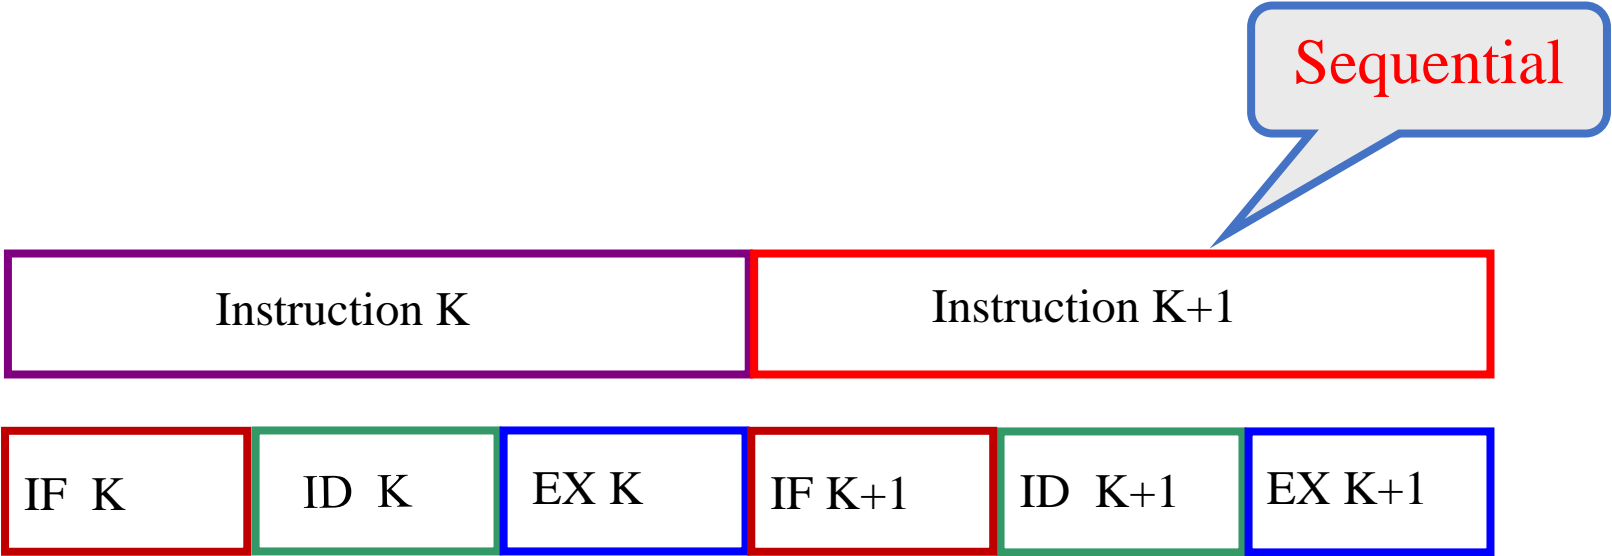 Sequential
Instruction K
Instruction K+1
IF K
ID K
EX K
IF K+1
ID K+1
EX K+1